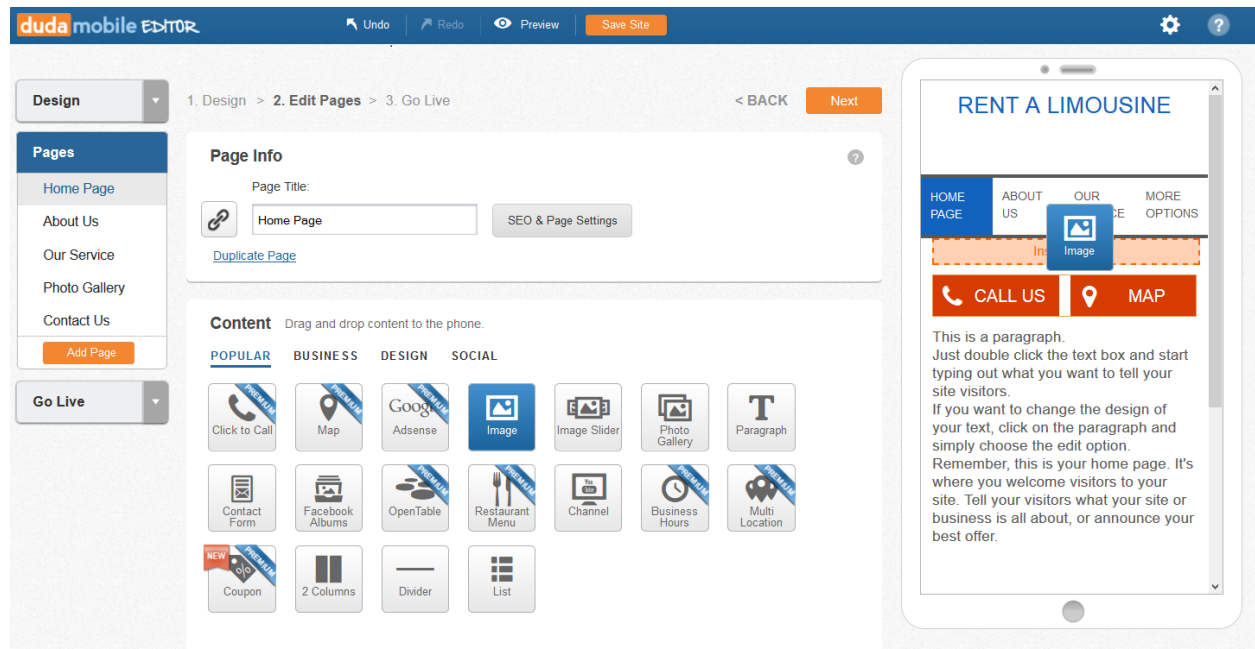 duda mobile EDITOR
Undo
Redo
Preview
Save Site
?
Design
1. Design > 2. Edit Pages > 3. Go Live
< BACK
Next
Pages
Home Page
About Us
Our Service
Photo Gallery
Contact Us
Add Page
Go Live
Page Info
?
Page Title:
Home Page
SEO & Page Settings
Duplicate Page
Content Drag and drop content to the phone.
POPULAR BUSINESS DESIGN SOCIAL
PREMIUM
Click to Call
PREMIUM
Map
PREMIUM
Adsense
Image
Image Slider
Photo
Gallery
T
Paragraph
Contact
Form
Facebook
Albums
PREMIUM
OpenTable
PREMIUM
Restaurant
Menu
You
Channel
PREMIUM
Business
Hours
PREMIUM
Multi
Location
NEW
PREMIUM
%
Coupon
2 Columns
Divider
List
RENT A LIMOUSINE
HOME
PAGE
ABOUT
US
OUR
MORE
OPTIONS
Image
CALL US
MAP
This is a paragraph.
Just double click the text box and start
typing out what you want to tell your
site visitors.
If you want to change the design of
your text, click on the paragraph and
simply choose the edit option.
Remember, this is your home page. It's
where you welcome visitors to your
site. Tell your visitors what your site or
business is all about, or announce your
best offer.